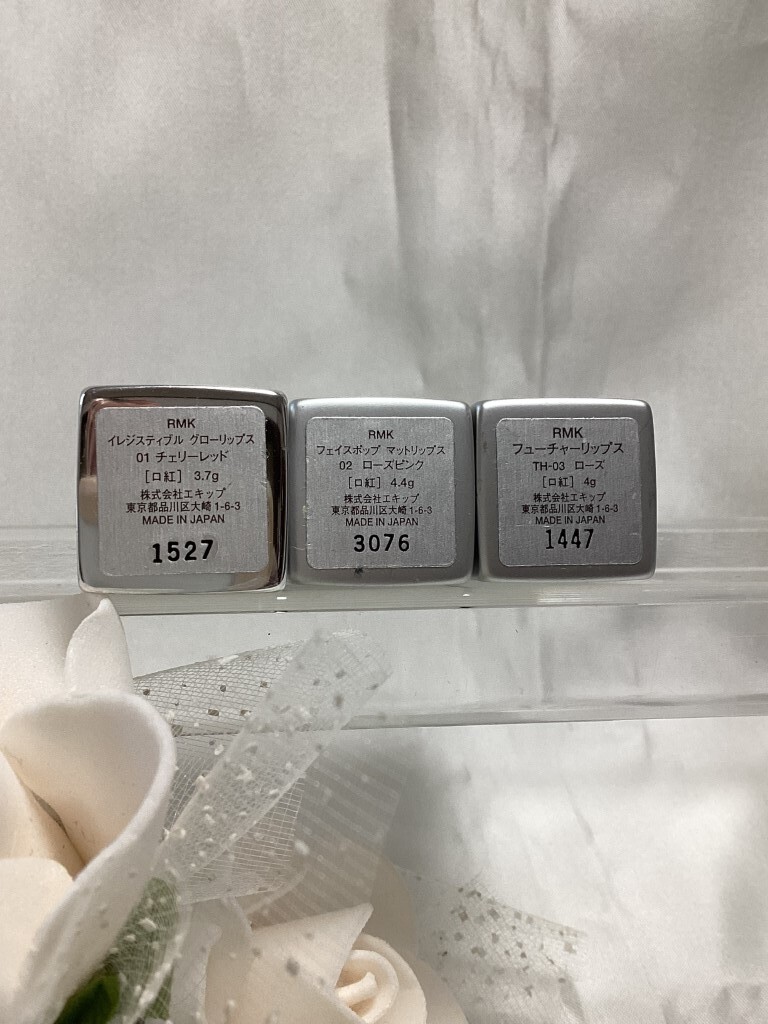 RMK
イレジスティブル グローリップス
01 チェリーレッド
[口紅] 3.7g
株式会社エキップ
東京都品川区大崎1-6-3
MADE IN JAPAN
1527
RMK
フェイスポップ マットリップス
02 ローズピンク
[口紅] 4.4g
株式会社エキップ
東京都品川区大崎1-6-3
MADE IN JAPAN
3076
RMK
フューチャーリップス
TH-03 ローズ
[口紅] 4g
株式会社エキップ
東京都品川区大崎1-6-3
MADE IN JAPAN
1447